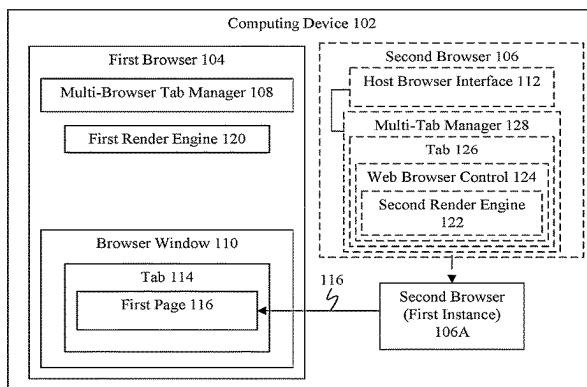 Computing Device 102
First Browser 104
Multi-Browser Tab Manager 108
First Render Engine 120
Browser Window 110
Tab 114
First Page 116
Second Browser 106
Host Browser Interface 112
Multi-Tab Manager 128
Tab 126
Web Browser Control 124
Second Render Engine
122
116
Second Browser
(First Instance)
106A